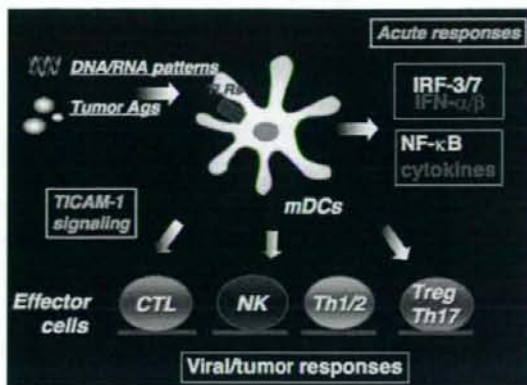 Acute responses
DNA/RNA patterns
Tumor Ags
TLRs
IRF-3/7
IFN-α/β
NF-κB
cytokines
TICAM-1
signaling
mDCs
Effector
cells
CTL
NK
Th1/2
Treg
Th17
Viral/tumor responses